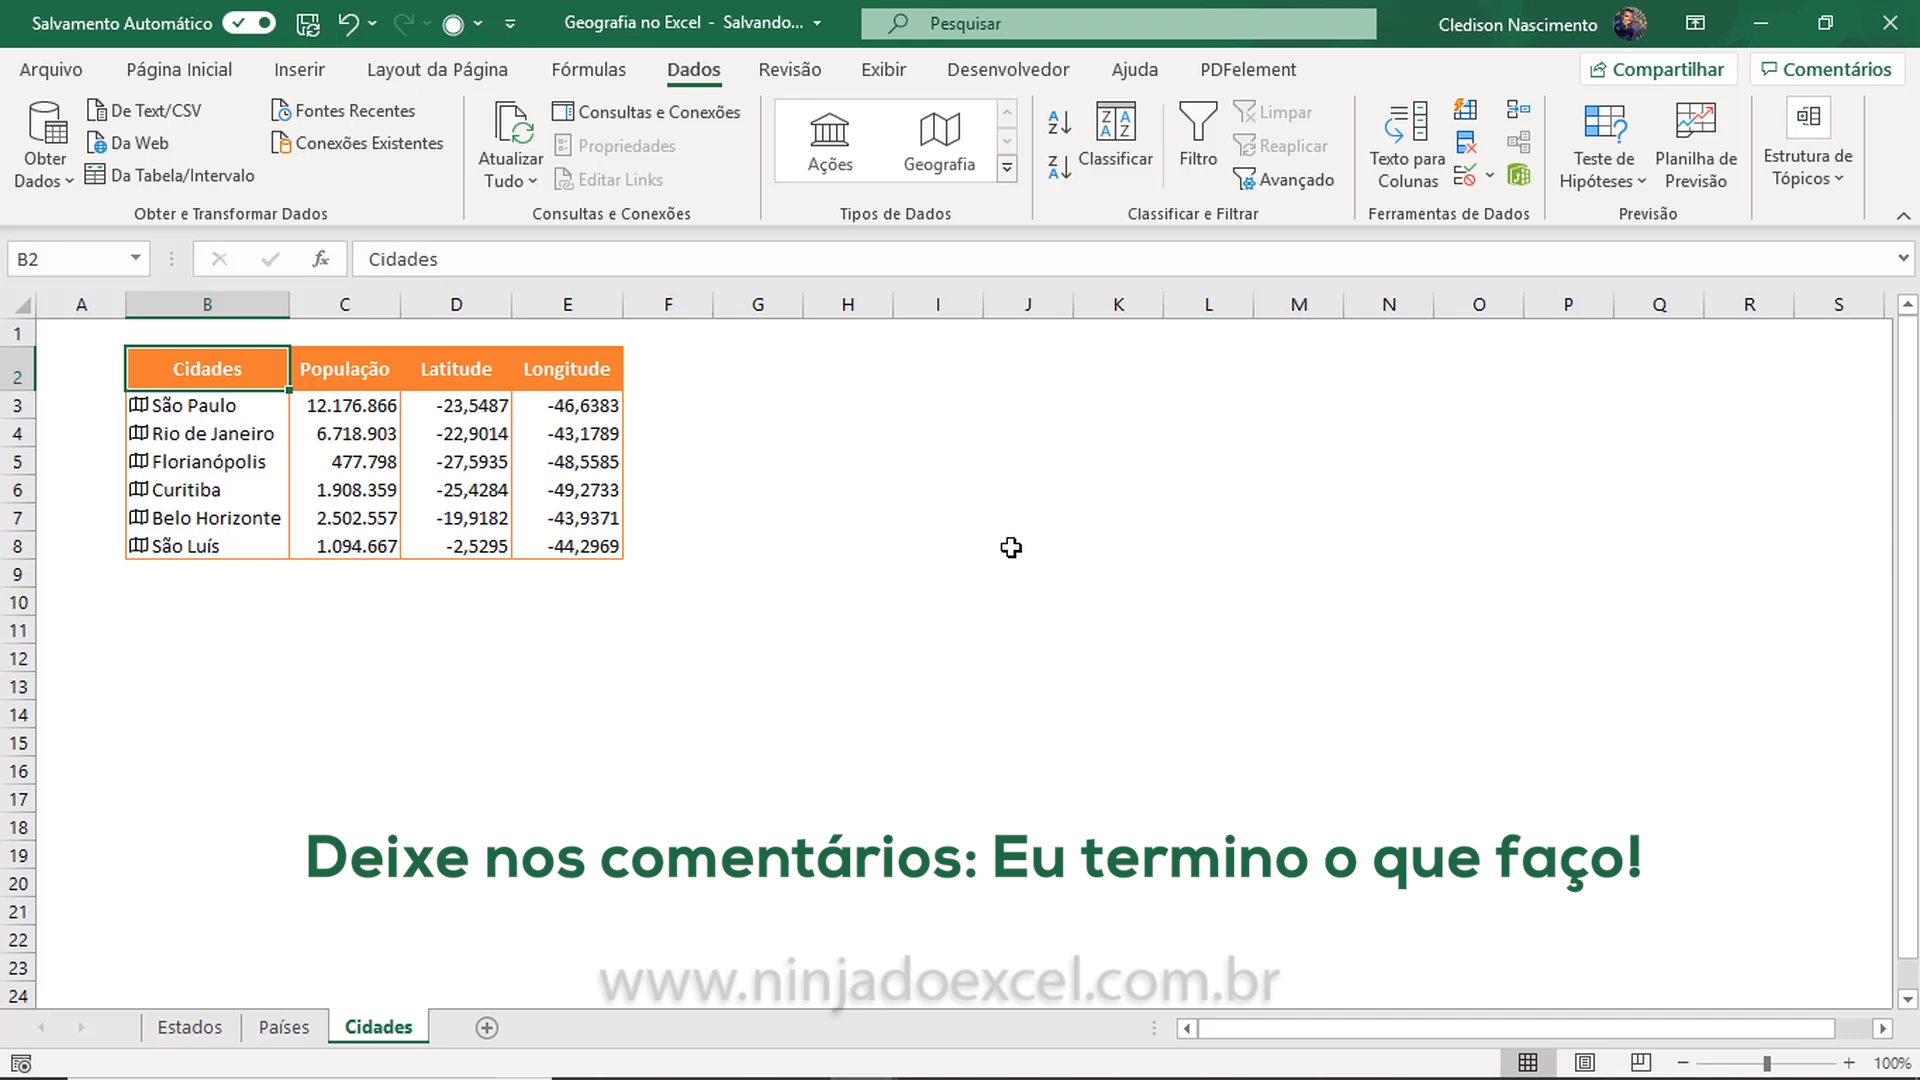 Salvamento Automático
Geografia no Excel - Salvando...
Pesquisar
Cledison Nascimento
Arquivo
Página Inicial
Inserir
Layout da Página
Fórmulas
Dados
Revisão
Exibir
Desenvolvedor
Ajuda
PDFelement
Compartilhar
Comentários
Obter Dados
De Text/CSV
Da Web
Da Tabela/Intervalo
Fontes Recentes
Conexões Existentes
Obter e Transformar Dados
Atualizar Tudo
Consultas e Conexões
Propriedades
Editar Links
Consultas e Conexões
Ações
Geografia
Tipos de Dados
Classificar
Filtro
Limpar
Reaplicar
Avançado
Classificar e Filtrar
Texto para Colunas
Ferramentas de Dados
Teste de Hipóteses
Planilha de Previsão
Previsão
Estrutura de Tópicos
B2
fx
Cidades
A B C D E F G H I J K L M N O P Q R S
1
2 Cidades População Latitude Longitude
3 São Paulo 12.176.866 -23,5487 -46,6383
4 Rio de Janeiro 6.718.903 -22,9014 -43,1789
5 Florianópolis 477.798 -27,5935 -48,5585
6 Curitiba 1.908.359 -25,4284 -49,2733
7 Belo Horizonte 2.502.557 -19,9182 -43,9371
8 São Luís 1.094.667 -2,5295 -44,2969
9
10
11
12
13
14
15
16
17
18
19
20
21
22
23
24
Deixe nos comentários: Eu termino o que faço!
www.ninjadoexcel.com.br
Estados
Países
Cidades
100%